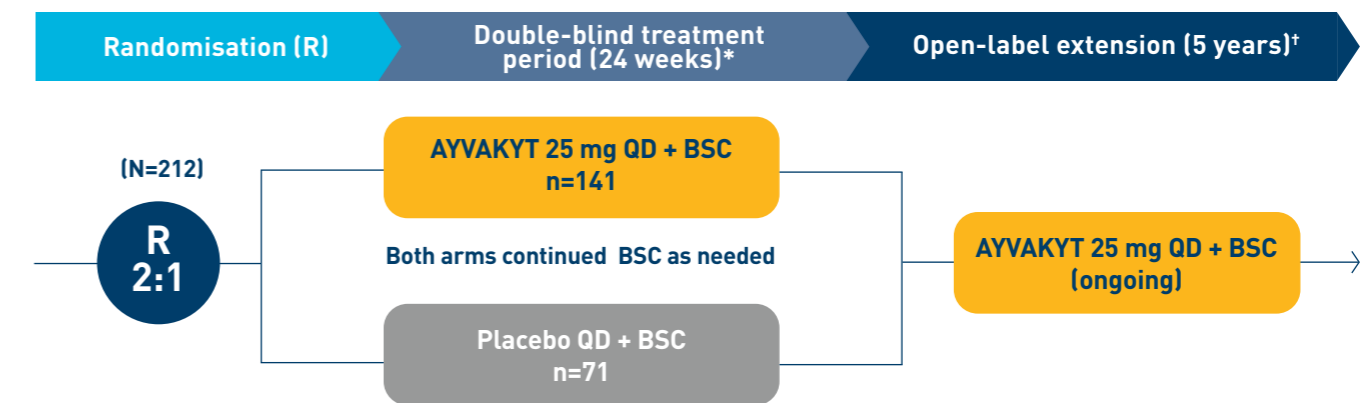 Randomisation (R)
Double-blind treatment
period (24 weeks)*
Open-label extension (5 years)†
(N=212)
R
2:1
AYVAKYT 25 mg QD + BSC
n=141
Both arms continued BSC as needed
Placebo QD + BSC
n=71
AYVAKYT 25 mg QD + BSC
(ongoing)